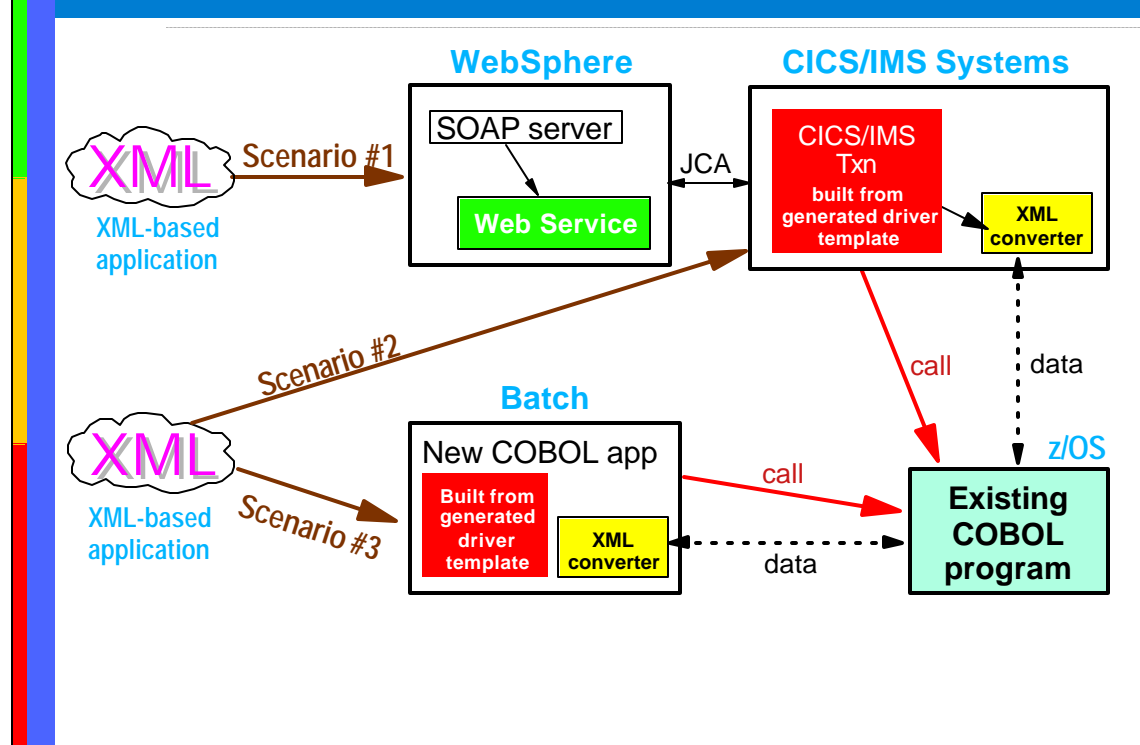 WebSphere
CICS/IMS Systems
XML
XML-based
application
Scenario #1
SOAP server
Web Service
JCA
CICS/IMS
Txn
built from
generated driver
template
XML
converter
Scenario #2
call
data
Batch
XML
XML-based
application
Scenario #3
New COBOL app
Built from
generated
driver
template
XML
converter
call
data
z/OS
Existing
COBOL
program